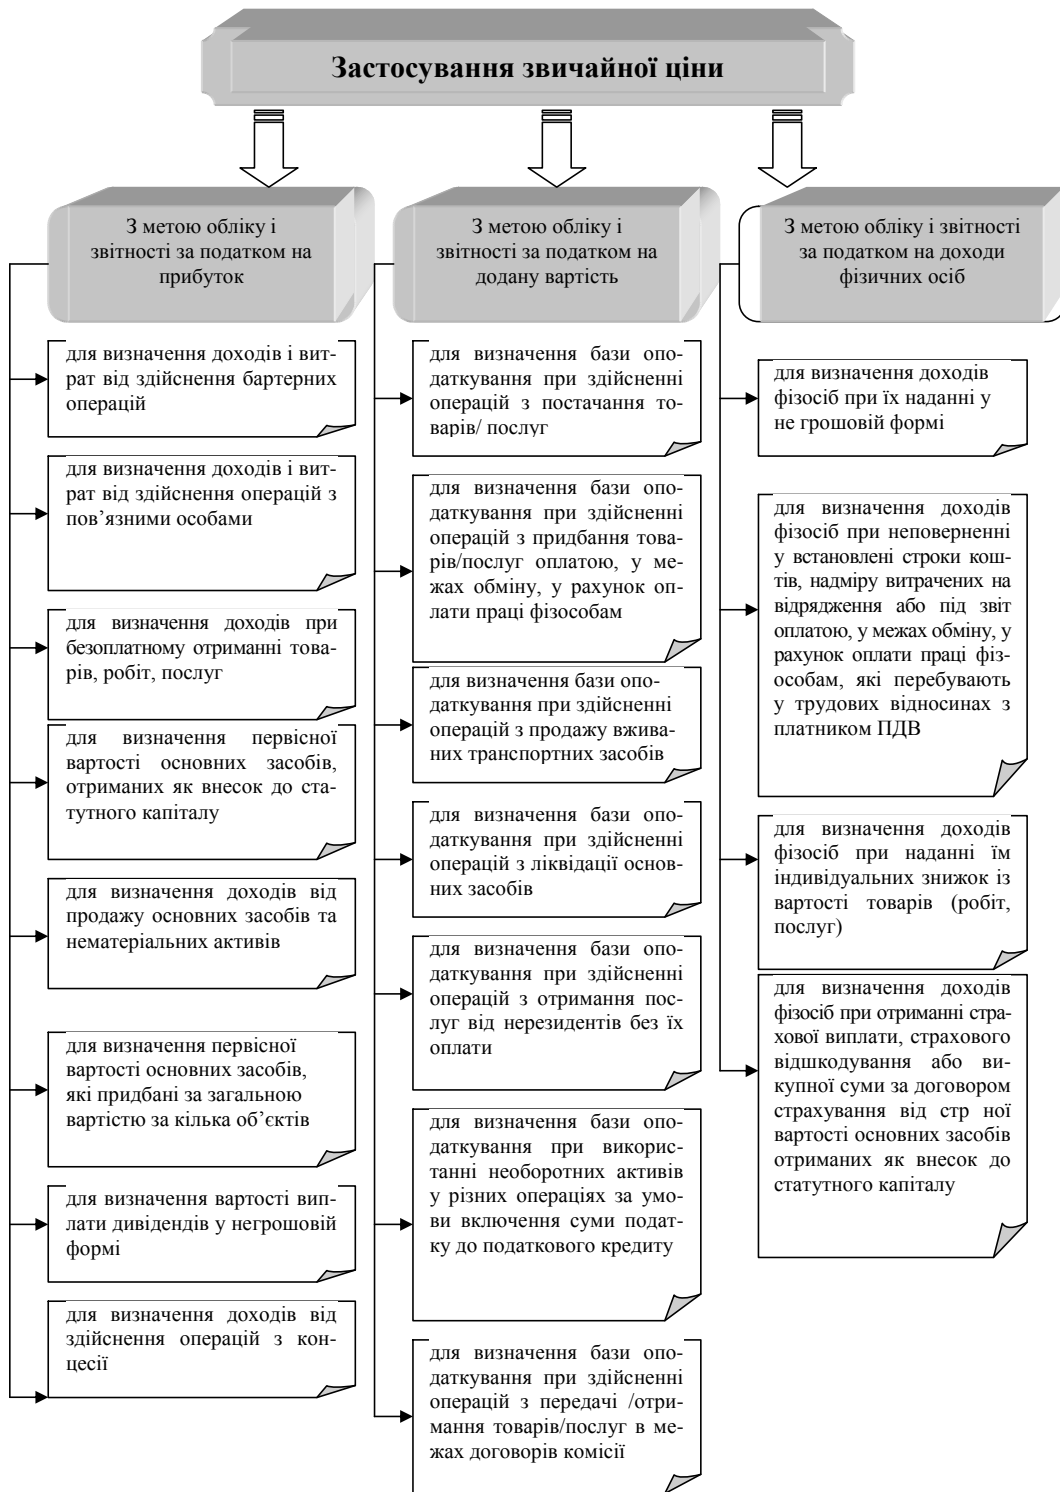 Застосування звичайної ціни
З метою обліку і
звітності за податком на
прибуток
для визначення доходів і вит-
рат від здійснення бартерних
операцій
для визначення доходів і вит-
рат від здійснення операцій з
пов’язними особами
для визначення доходів при
безоплатному отриманні това-
рів, робіт, послуг
для визначення первісної
вартості основних засобів,
отриманих як внесок до ста-
тутного капіталу
для визначення доходів від
продажу основних засобів та
нематеріальних активів
для визначення первісної
вартості основних засобів,
які придбані за загальною
вартістю за кілька об’єктів
для визначення вартості вип-
лати дивідендів у негрошовій
формі
для визначення доходів від
здійснення операцій з кон-
цесії
З метою обліку і
звітності за податком на
додану вартість
для визначення бази опо-
даткування при здійсненні
операцій з постачання то-
варів/ послуг
для визначення бази опо-
даткування при здійсненні
операцій з придбання това-
рів/послуг оплатою, у ме-
жах обміну, у рахунок оп-
лати праці фізособам
для визначення бази опо-
даткування при здійсненні
операцій з продажу вжива-
них транспортних засобів
для визначення бази опо-
даткування при здійсненні
операцій з ліквідації основ-
них засобів
для визначення бази опо-
даткування при здійсненні
операцій з отримання пос-
луг від нерезидентів без їх
оплати
для визначення бази опо-
даткування при викорис-
танні необоротних активів
у різних операціях за умо-
ви включення суми подат-
ку до податкового кредиту
для визначення бази опо-
даткування при здійсненні
операцій з передачі /отри-
мання товарів/послуг в ме-
жах договорів комісії
З метою обліку і звітності
за податком на доходи
фізичних осіб
для визначення доходів
фізосіб при їх наданні у
не грошовій формі
для визначення доходів
фізосіб при неповерненні
у встановлені строки кош-
тів, надміру витрачених на
відрядження або під звіт
оплатою, у межах обміну, у
рахунок оплати праці фіз-
особам, які перебувають
у трудових відносинах з
платником ПДВ
для визначення доходів
фізосіб при наданні їм
індивідуальних знижок із
вартості товарів (робіт,
послуг)
для визначення доходів
фізосіб при отриманні стра-
хової виплати, страхового
відшкодування або ви-
купної суми за договором
страхування від стр ної
вартості основних засобів
отриманих як внесок до
статутного капіталу